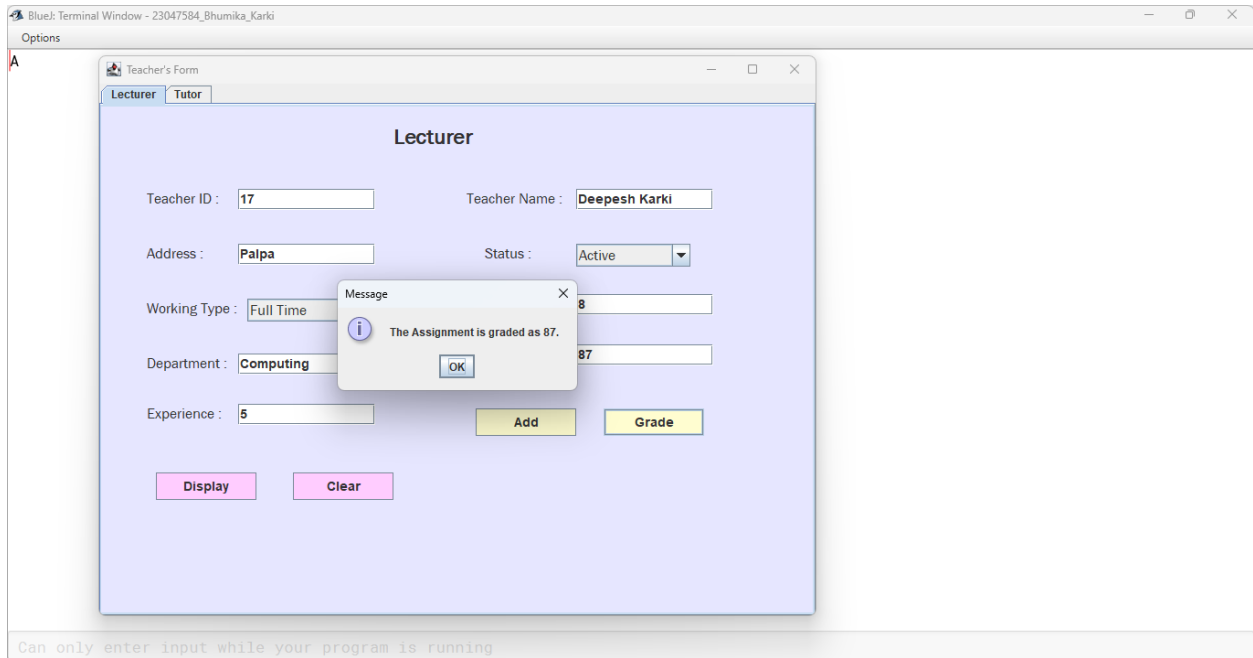 BlueJ: Terminal Window - 23047584_Bhumika_Karki
Options
A
Teacher's Form
Lecturer Tutor
Lecturer
Teacher ID : 17 Teacher Name : Deepesh Karki
Address : Palpa Status : Active
Working Type : Full Time 8
Message
The Assignment is graded as 87.
OK
Department : Computing 87
Experience : 5 Add Grade
Display Clear
Can only enter input while your program is running